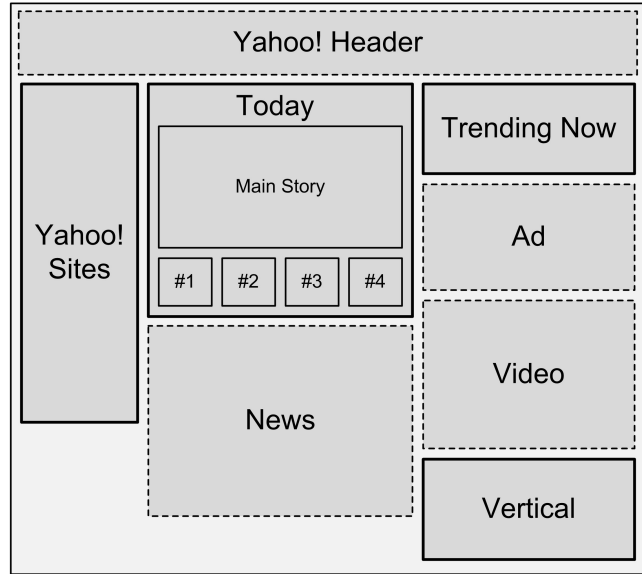 Yahoo! Header
Yahoo!
Sites
Today
Main Story
#1 #2 #3 #4
News
Trending Now
Ad
Video
Vertical